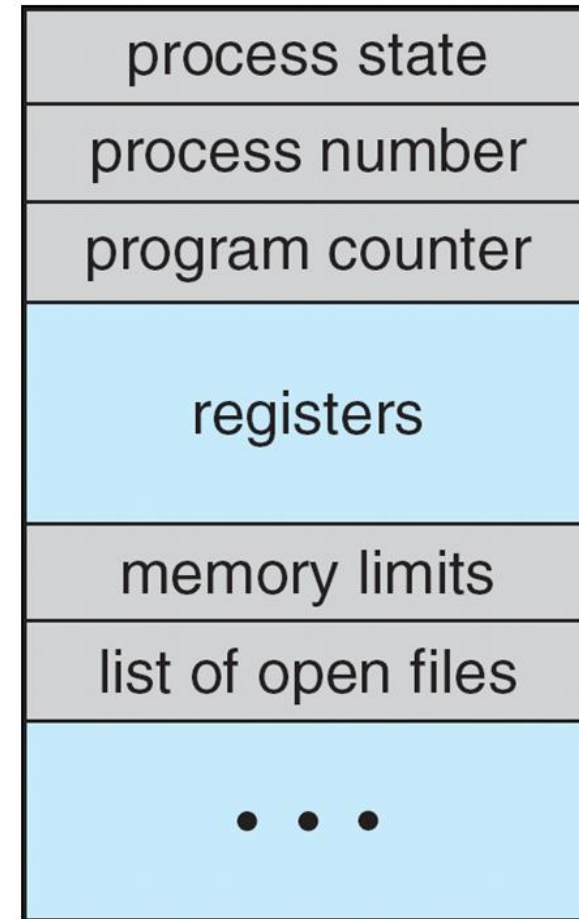 process state
process number
program counter
registers
memory limits
list of open files
• • •